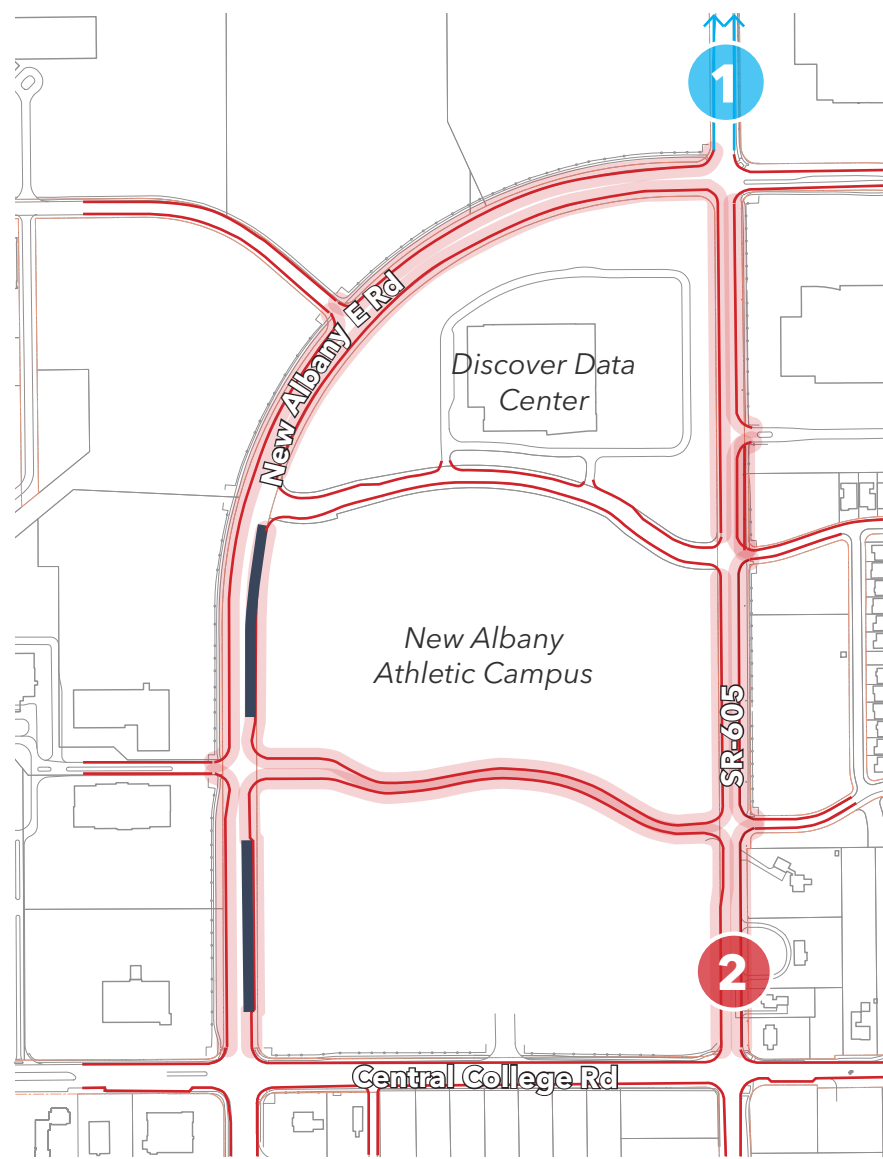 1
New Albany E Rd
Discover Data
Center
New Albany
Athletic Campus
SR-605
2
Central College Rd